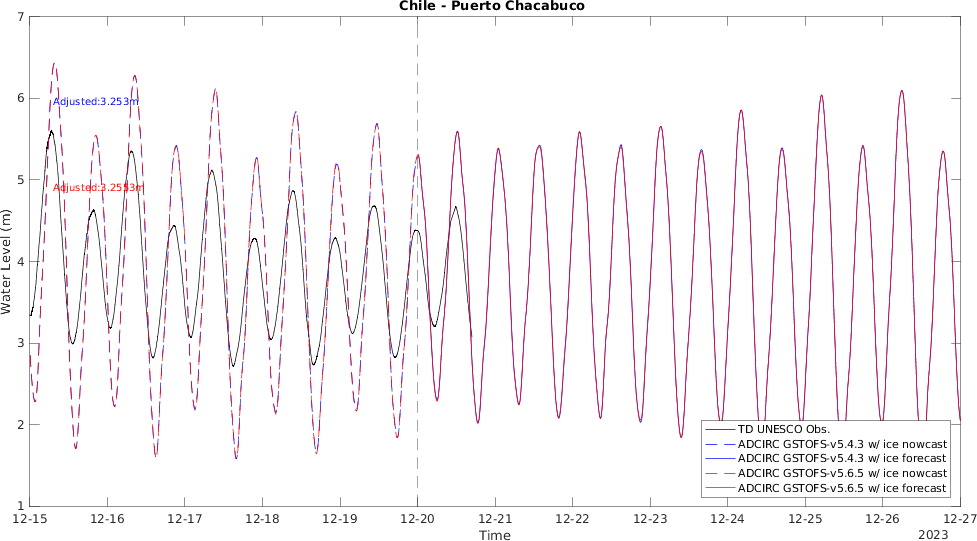 Chile - Puerto Chacabuco
7
6
5
4
3
2
1
Water Level (m)
Adjusted:3.253m
Adjusted:3.2553m
TD UNESCO Obs.
ADCIRC GSTOFS-v5.4.3 w/ ice nowcast
ADCIRC GSTOFS-v5.4.3 w/ ice forecast
ADCIRC GSTOFS-v5.6.5 w/ ice nowcast
ADCIRC GSTOFS-v5.6.5 w/ ice forecast
12-15 12-16 12-17 12-18 12-19 12-20 12-21 12-22 12-23 12-24 12-25 12-26 12-27
Time
2023